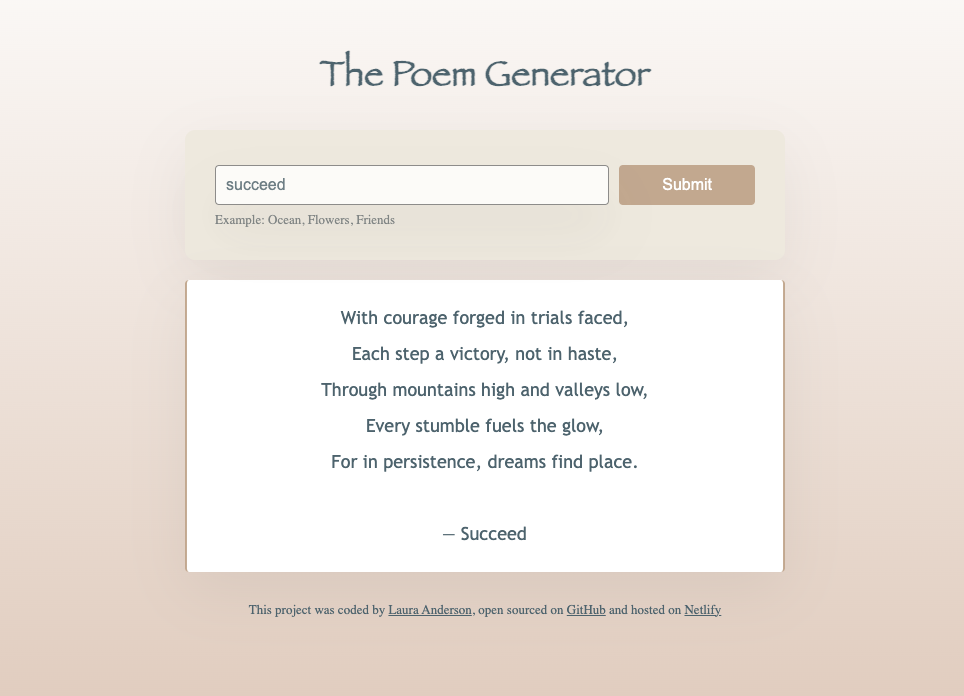 The Poem Generator
succeed
Submit
Example: Ocean, Flowers, Friends
With courage forged in trials faced,
Each step a victory, not in haste,
Through mountains high and valleys low,
Every stumble fuels the glow,
For in persistence, dreams find place.
— Succeed
This project was coded by Laura Anderson, open sourced on GitHub and hosted on Netlify